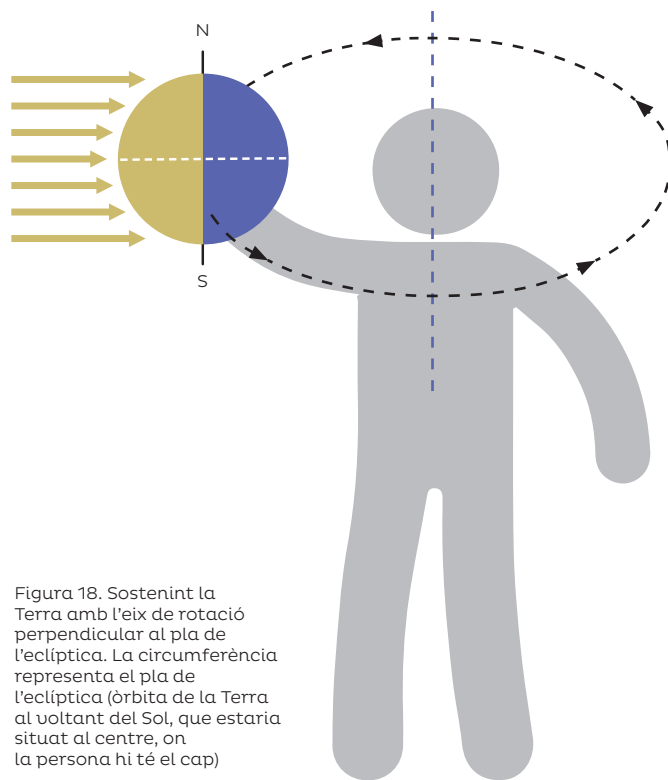 N
S
Figura 18. Sostenint la
Terra amb l'eix de rotació
perpendicular al pla de
l'eclíptica. La circumferència
representa el pla de
l'eclíptica (òrbita de la Terra
al voltant del Sol, que estaria
situat al centre, on
la persona hi té el cap)